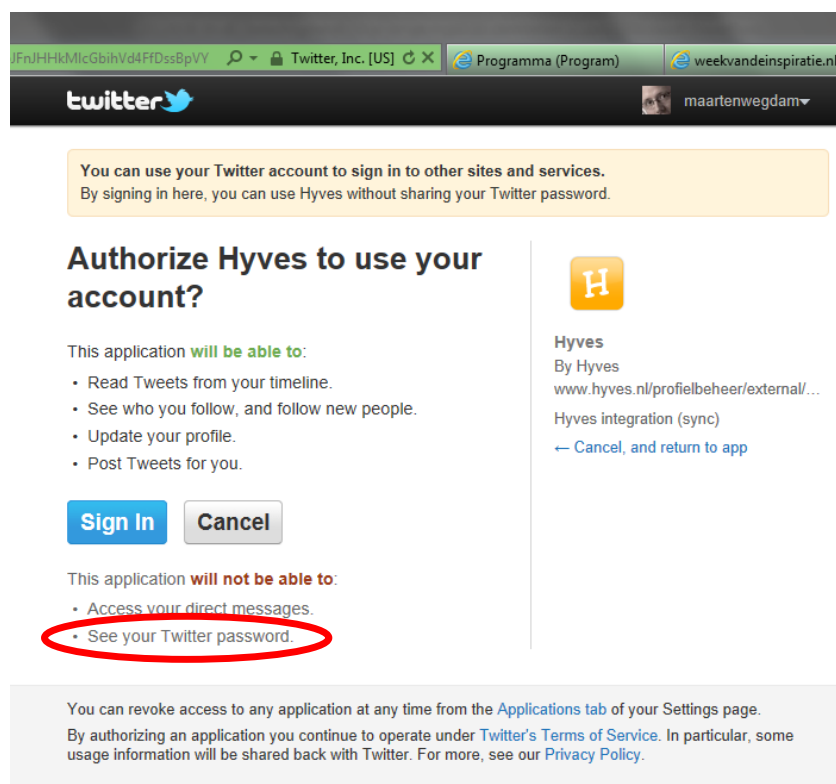 JFnJHHkMlcGbihVd4FfDssBpVY Twitter, Inc. [US] Programma (Program) weekvandeinspiratie.nl
twitter maartenwegdam
You can use your Twitter account to sign in to other sites and services.
By signing in here, you can use Hyves without sharing your Twitter password.
Authorize Hyves to use your
account?
This application will be able to:
• Read Tweets from your timeline.
• See who you follow, and follow new people.
• Update your profile.
• Post Tweets for you.
Sign In Cancel
This application will not be able to:
• Access your direct messages.
• See your Twitter password.
H
Hyves
By Hyves
www.hyves.nl/profielbeheer/external/…
Hyves integration (sync)
← Cancel, and return to app
You can revoke access to any application at any time from the Applications tab of your Settings page.
By authorizing an application you continue to operate under Twitter's Terms of Service. In particular, some
usage information will be shared back with Twitter. For more, see our Privacy Policy.